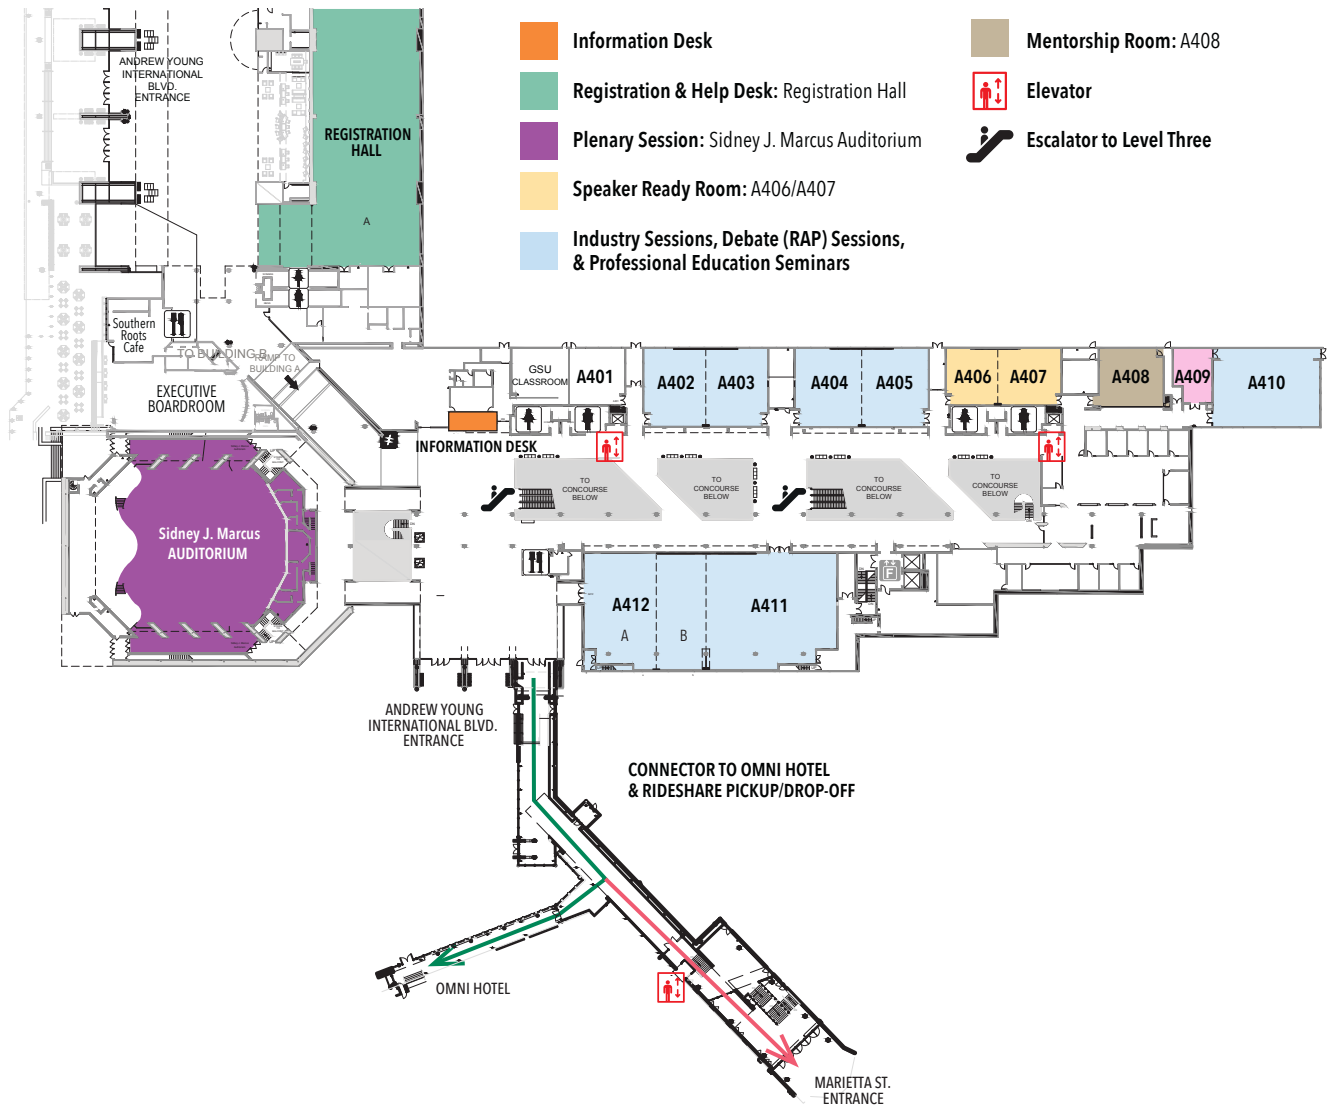 Information Desk
Registration & Help Desk: Registration Hall
Plenary Session: Sidney J. Marcus Auditorium
Speaker Ready Room: A406/A407
Industry Sessions, Debate (RAP) Sessions,
& Professional Education Seminars
Mentorship Room: A408
Elevator
Escalator to Level Three
ANDREW YOUNG
INTERNATIONAL
BLVD.
ENTRANCE
REGISTRATION
HALL
A
Southern
Roots
Cafe
TO BUILDING B
RAMP TO
BUILDING A
EXECUTIVE
BOARDROOM
GSU
CLASSROOM
A401
A402
A403
A404
A405
A406
A407
A408
A409
A410
INFORMATION DESK
TO
CONCOURSE
BELOW
TO
CONCOURSE
BELOW
TO
CONCOURSE
BELOW
TO
CONCOURSE
BELOW
Sidney J. Marcus
AUDITORIUM
F
A412
A
B
A411
ANDREW YOUNG
INTERNATIONAL BLVD.
ENTRANCE
CONNECTOR TO OMNI HOTEL
& RIDESHARE PICKUP/DROP-OFF
OMNI HOTEL
MARIETTA ST.
ENTRANCE